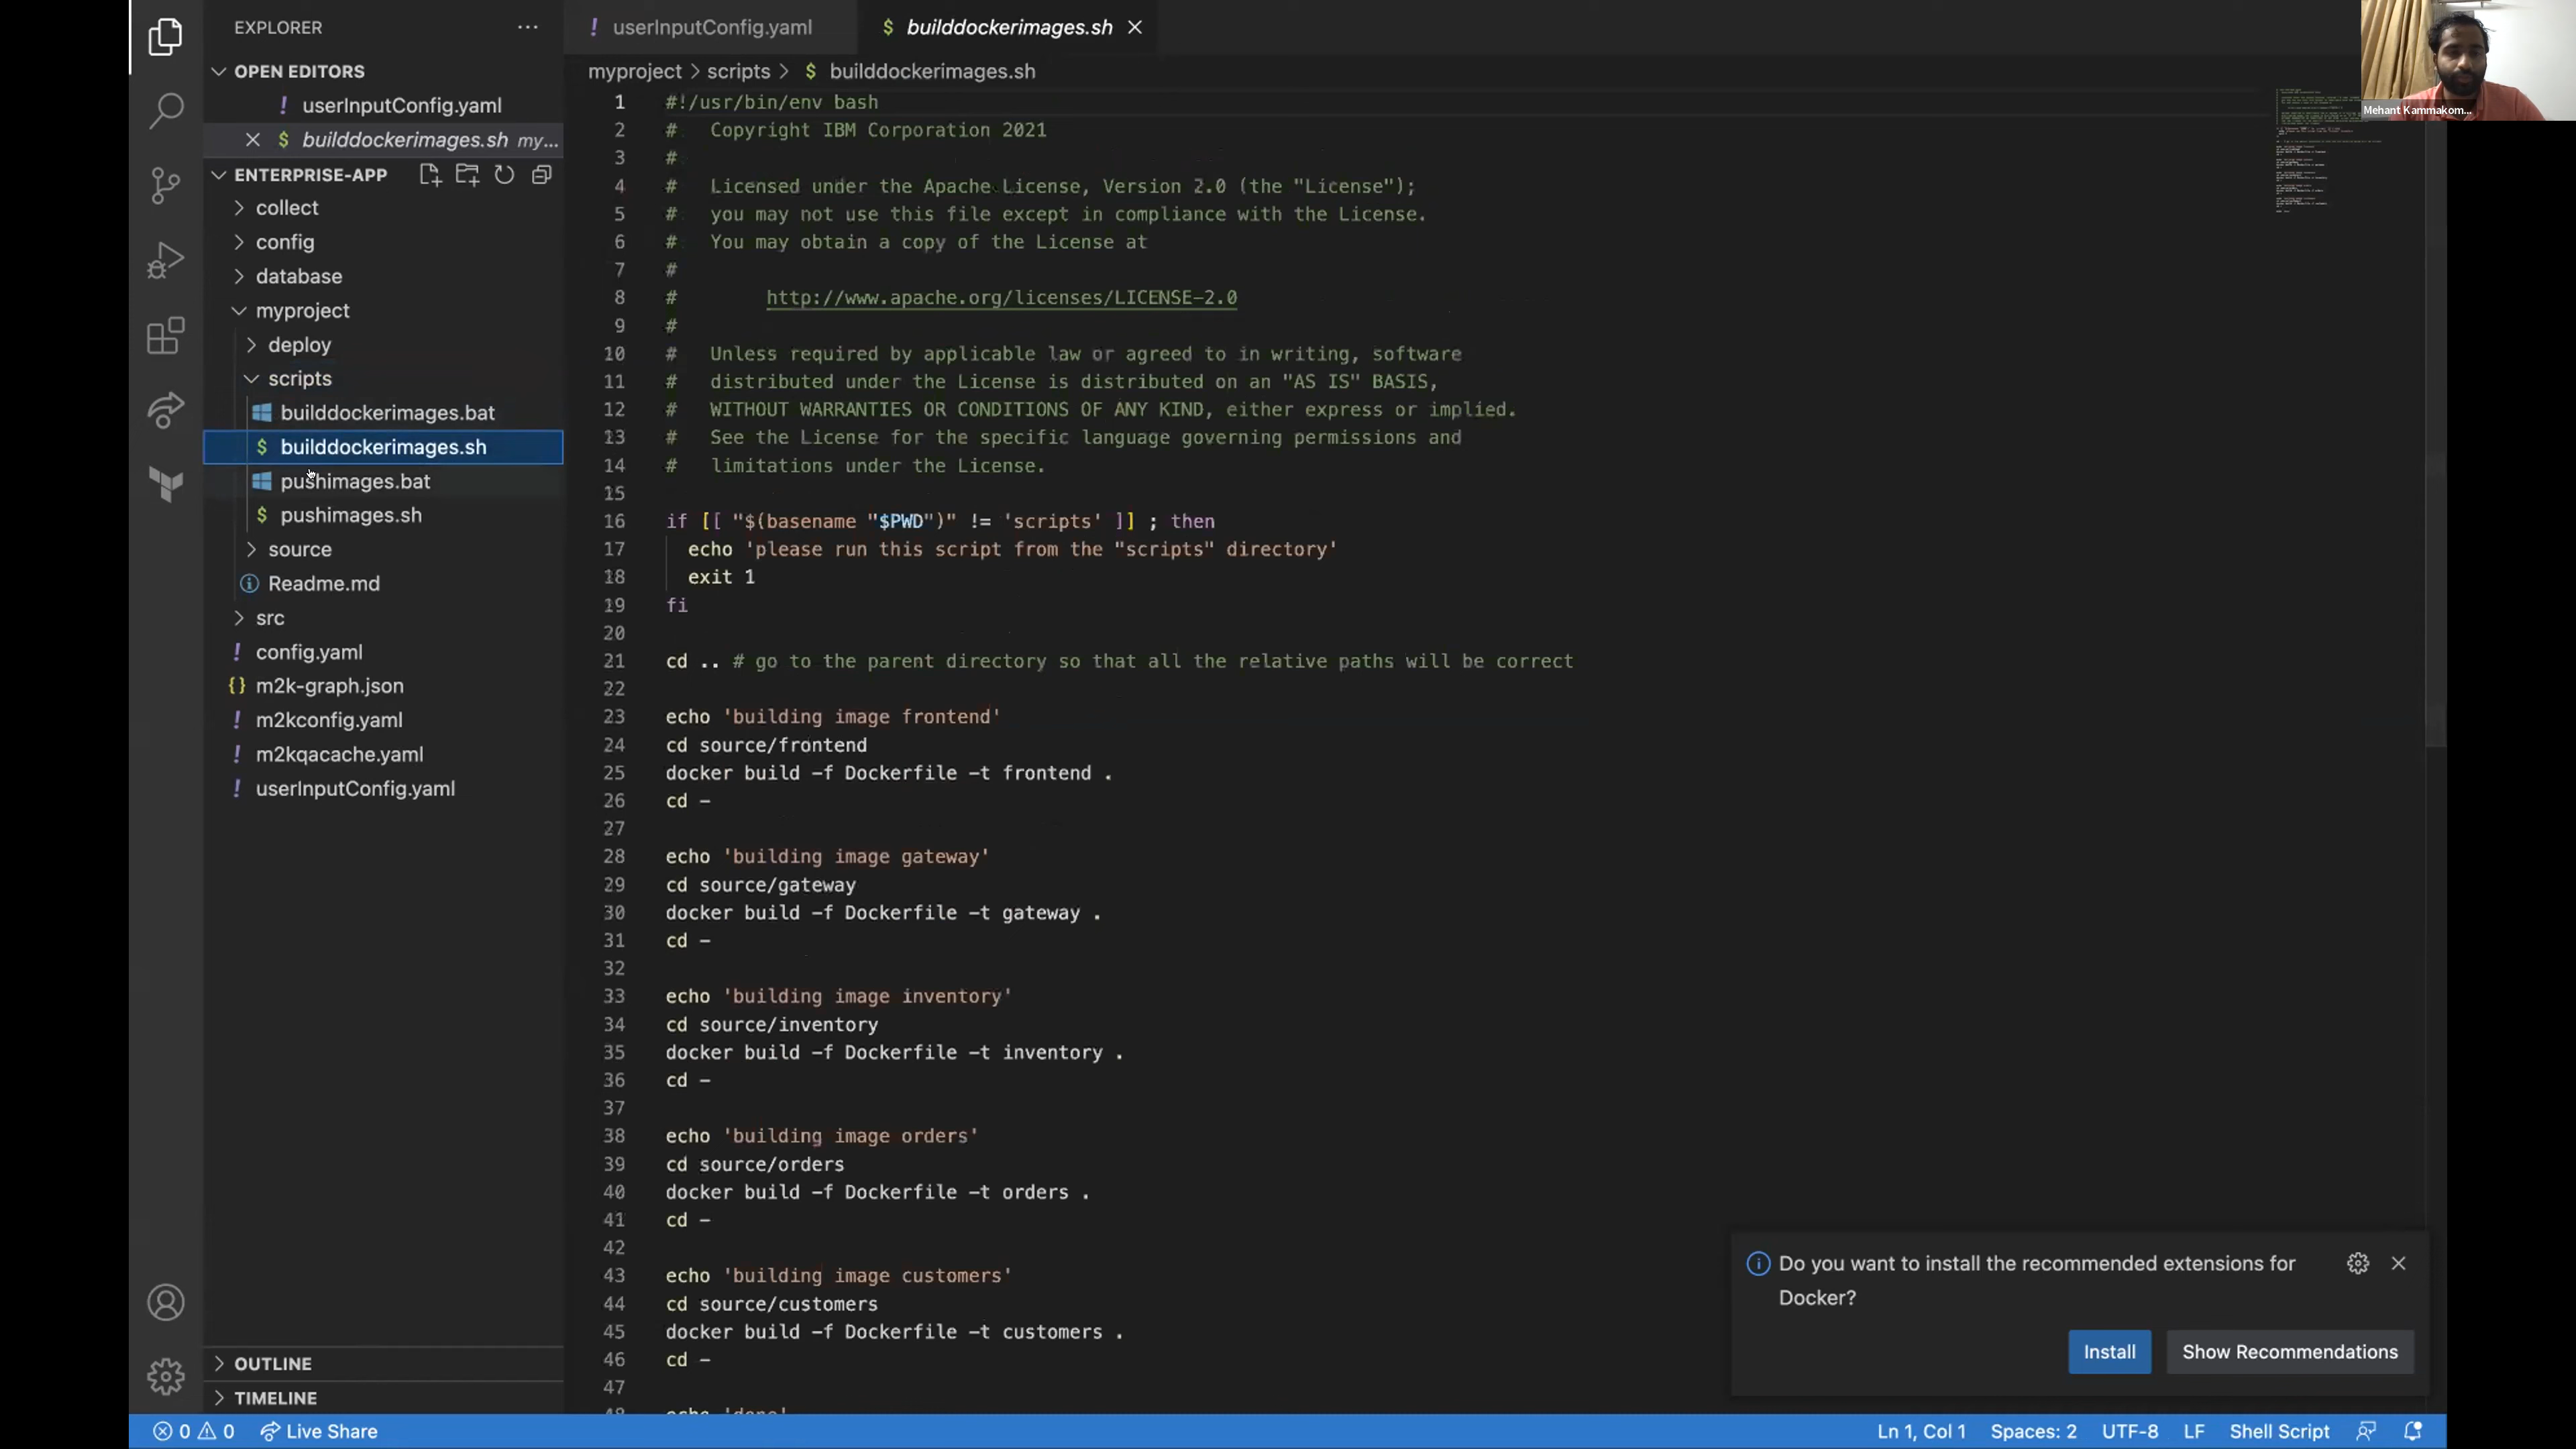 EXPLORER
OPEN EDITORS
userInputConfig.yaml
builddockerimages.sh my...
ENTERPRISE-APP
collect
config
database
myproject
deploy
scripts
builddockerimages.bat
builddockerimages.sh
pushimages.bat
pushimages.sh
source
Readme.md
src
config.yaml
m2k-graph.json
m2kconfig.yaml
m2kqacache.yaml
userInputConfig.yaml
OUTLINE
TIMELINE
userInputConfig.yaml
builddockerimages.sh
myproject > scripts > $ builddockerimages.sh
1 #!/usr/bin/env bash
2 #   Copyright IBM Corporation 2021
3 #
4 #   Licensed under the Apache License, Version 2.0 (the "License");
5 #   you may not use this file except in compliance with the License.
6 #   You may obtain a copy of the License at
7 #
8 #        http://www.apache.org/licenses/LICENSE-2.0
9 #
10 #   Unless required by applicable law or agreed to in writing, software
11 #   distributed under the License is distributed on an "AS IS" BASIS,
12 #   WITHOUT WARRANTIES OR CONDITIONS OF ANY KIND, either express or implied.
13 #   See the License for the specific language governing permissions and
14 #   limitations under the License.
15
16 if [[ "$(basename "$PWD")" != 'scripts' ]] ; then
17   echo 'please run this script from the "scripts" directory'
18   exit 1
19 fi
20
21 cd .. # go to the parent directory so that all the relative paths will be correct
22
23 echo 'building image frontend'
24 cd source/frontend
25 docker build -f Dockerfile -t frontend .
26 cd -
27
28 echo 'building image gateway'
29 cd source/gateway
30 docker build -f Dockerfile -t gateway .
31 cd -
32
33 echo 'building image inventory'
34 cd source/inventory
35 docker build -f Dockerfile -t inventory .
36 cd -
37
38 echo 'building image orders'
39 cd source/orders
40 docker build -f Dockerfile -t orders .
41 cd -
42
43 echo 'building image customers'
44 cd source/customers
45 docker build -f Dockerfile -t customers .
46 cd -
47
48 echo 'done'
Mehant Kammakom...
Do you want to install the recommended extensions for
Docker?
Install
Show Recommendations
0 0 Live Share
Ln 1, Col 1 Spaces: 2 UTF-8 LF Shell Script